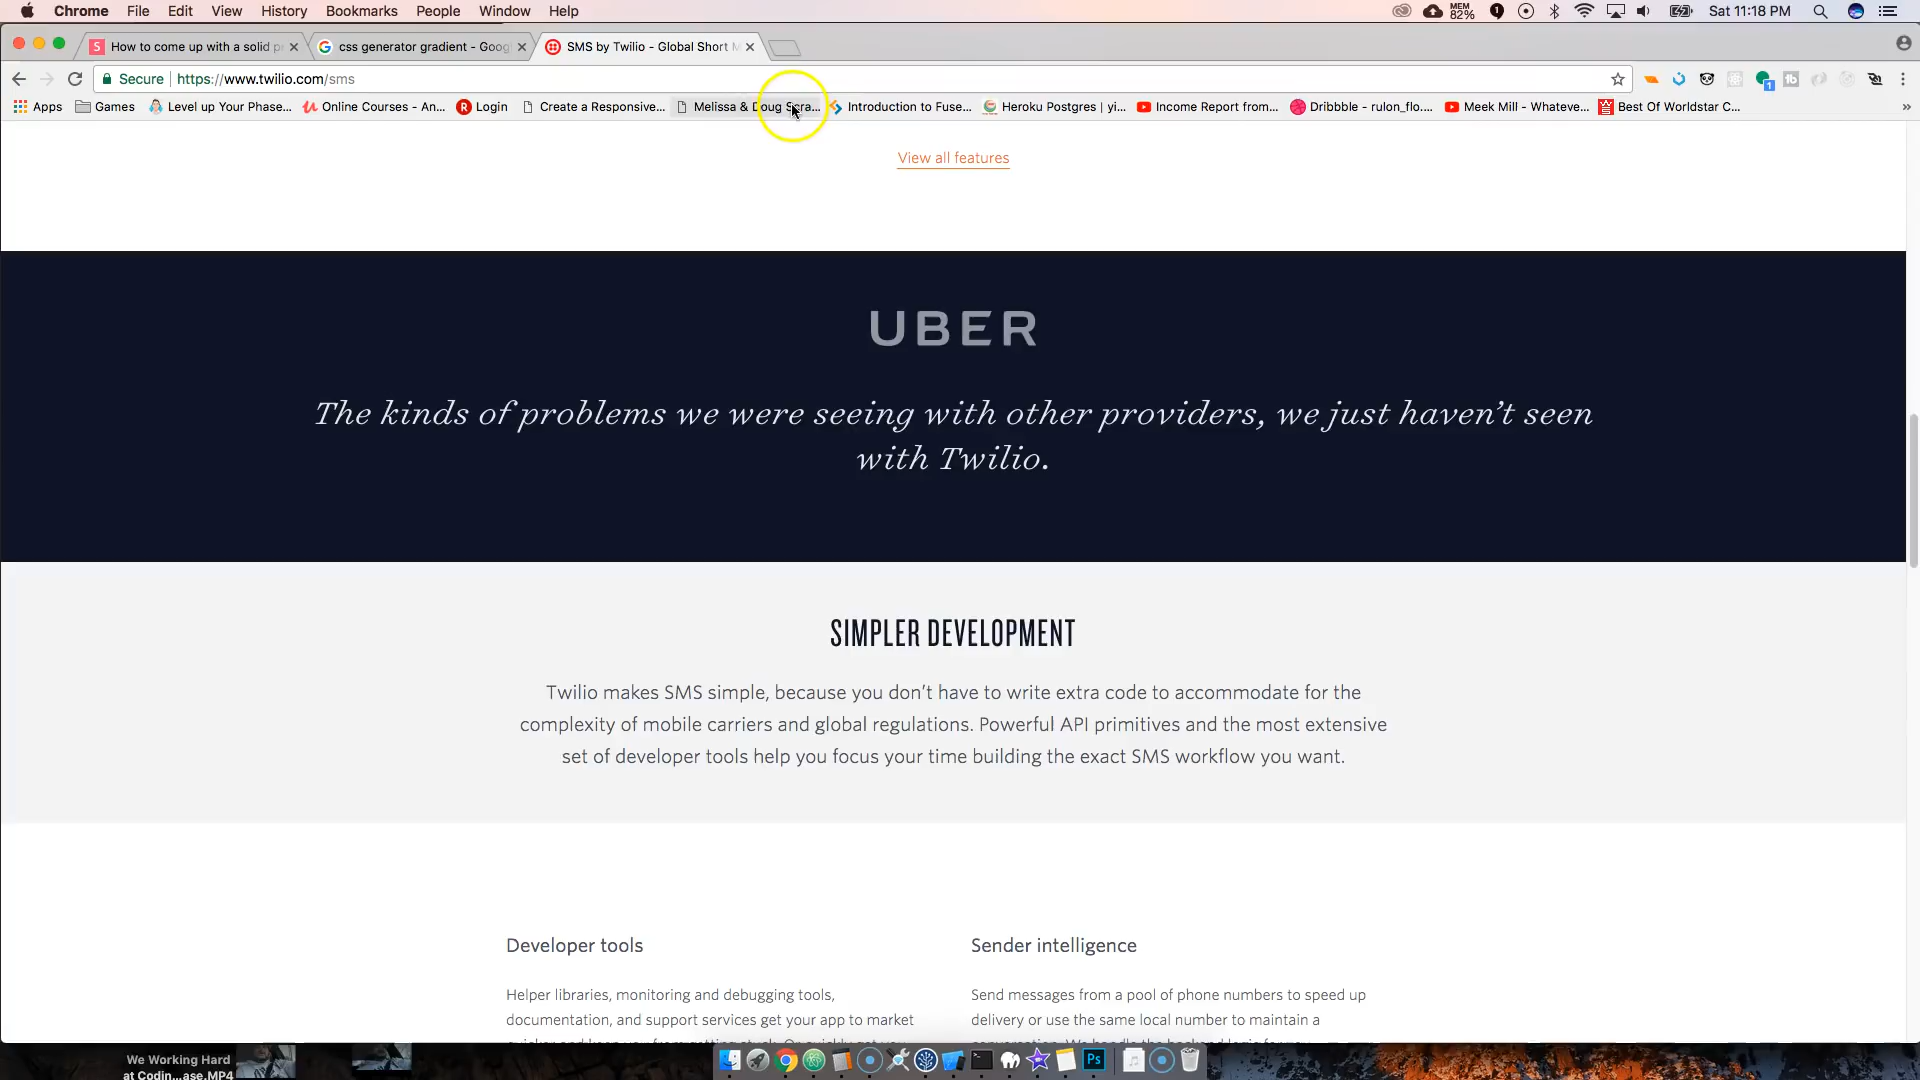 Chrome File Edit View History Bookmarks People Window Help MEM 82% Sat 11:18 PM
How to come up with a solid p css generator gradient - Goog SMS by Twilio - Global Short M
Secure https://www.twilio.com/sms
Apps Games Level up Your Phase... Online Courses - An... Login Create a Responsive... Melissa & Doug Scra... Introduction to Fuse... Heroku Postgres | yi... Income Report from... Dribbble - rulon_flo.... Meek Mill - Whateve... Best Of Worldstar C... »
View all features
UBER
The kinds of problems we were seeing with other providers, we just haven’t seen
with Twilio.
SIMPLER DEVELOPMENT
Twilio makes SMS simple, because you don’t have to write extra code to accommodate for the
complexity of mobile carriers and global regulations. Powerful API primitives and the most extensive
set of developer tools help you focus your time building the exact SMS workflow you want.
Developer tools
Sender intelligence
Helper libraries, monitoring and debugging tools,
documentation, and support services get your app to market
Send messages from a pool of phone numbers to speed up
delivery or use the same local number to maintain a
We Working Hard
at Codin...ase.MP4
Ps